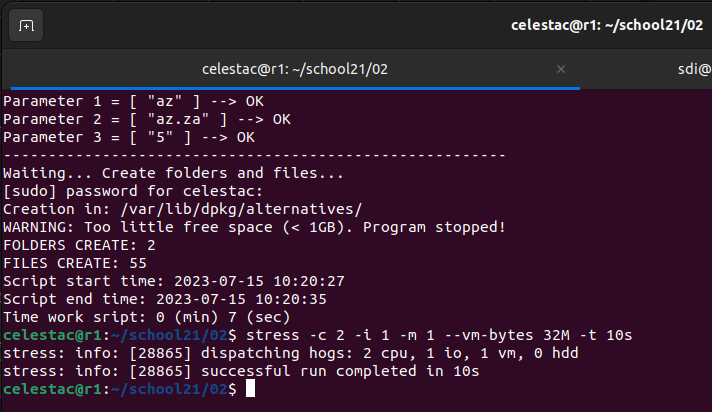 celestac@r1: ~/school21/02
celestac@r1: ~/school21/02 × sdi@
Parameter 1 = [ "az" ] --> OK
Parameter 2 = [ "az.za" ] --> OK
Parameter 3 = [ "5" ] --> OK
-------------------------------------------------------
Waiting... Create folders and files...
[sudo] password for celestac:
Creation in: /var/lib/dpkg/alternatives/
WARNING: Too little free space (< 1GB). Program stopped!
FOLDERS CREATE: 2
FILES CREATE: 55
Script start time: 2023-07-15 10:20:27
Script end time: 2023-07-15 10:20:35
Time work sript: 0 (min) 7 (sec)
celestac@r1:~/school21/02$ stress -c 2 -i 1 -m 1 --vm-bytes 32M -t 10s
stress: info: [28865] dispatching hogs: 2 cpu, 1 io, 1 vm, 0 hdd
stress: info: [28865] successful run completed in 10s
celestac@r1:~/school21/02$